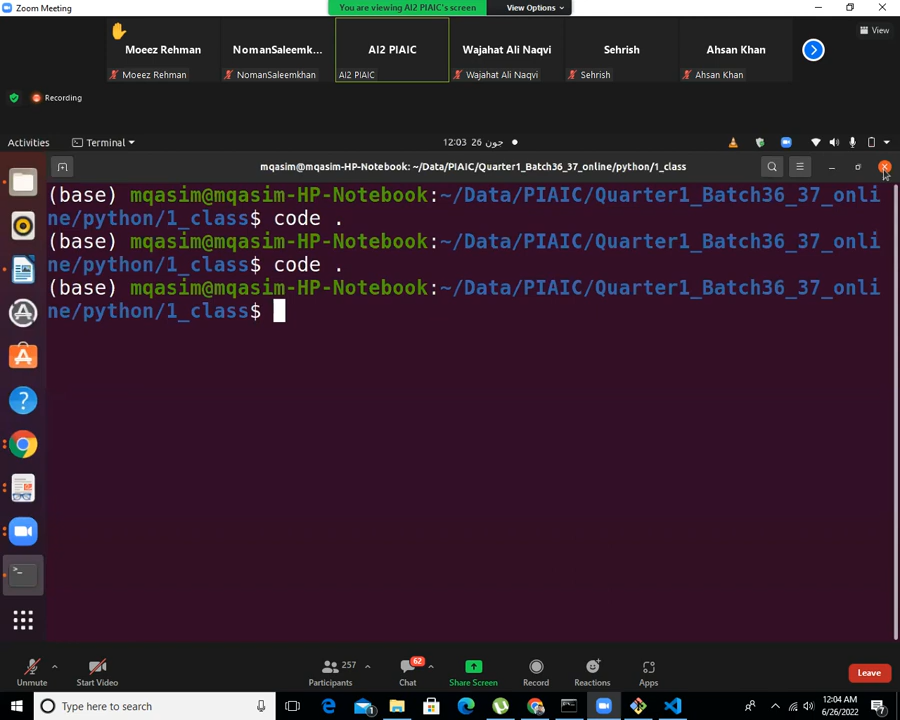 Zoom Meeting
You are viewing AI2 PIAIC's screen
View Options
View
Moeez Rehman
NomanSaleemk...
AI2 PIAIC
Wajahat Ali Naqvi
Sehrish
Ahsan Khan
Moeez Rehman
NomanSaleemkhan
AI2 PIAIC
Wajahat Ali Naqvi
Sehrish
Ahsan Khan
Recording
Activities
Terminal
12:03 26 جون
mqasim@mqasim-HP-Notebook: ~/Data/PIAIC/Quarter1_Batch36_37_online/python/1_class
(base) mqasim@mqasim-HP-Notebook:~/Data/PIAIC/Quarter1_Batch36_37_onli
ne/python/1_class$ code .
(base) mqasim@mqasim-HP-Notebook:~/Data/PIAIC/Quarter1_Batch36_37_onli
ne/python/1_class$ code .
(base) mqasim@mqasim-HP-Notebook:~/Data/PIAIC/Quarter1_Batch36_37_onli
ne/python/1_class$
Unmute
Start Video
257
Participants
62
Chat
Share Screen
Record
Reactions
Apps
Leave
Type here to search
1
12:04 AM
6/26/2022
7